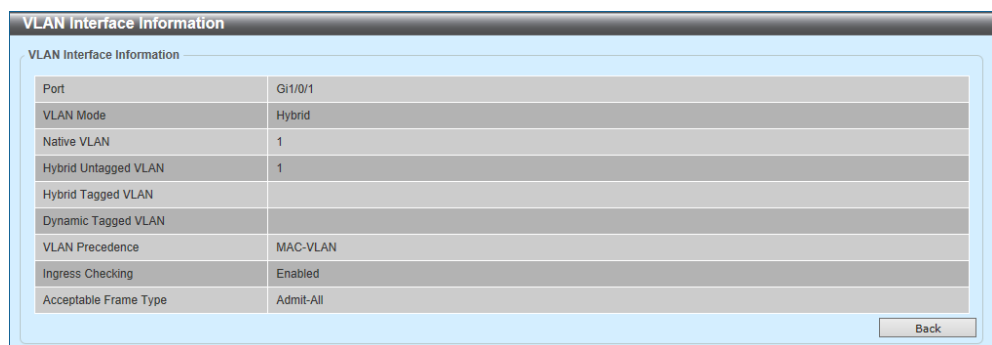 VLAN Interface Information
VLAN Interface Information
Port Gi1/0/1
VLAN Mode Hybrid
Native VLAN 1
Hybrid Untagged VLAN 1
Hybrid Tagged VLAN
Dynamic Tagged VLAN
VLAN Precedence MAC-VLAN
Ingress Checking Enabled
Acceptable Frame Type Admit-All
Back